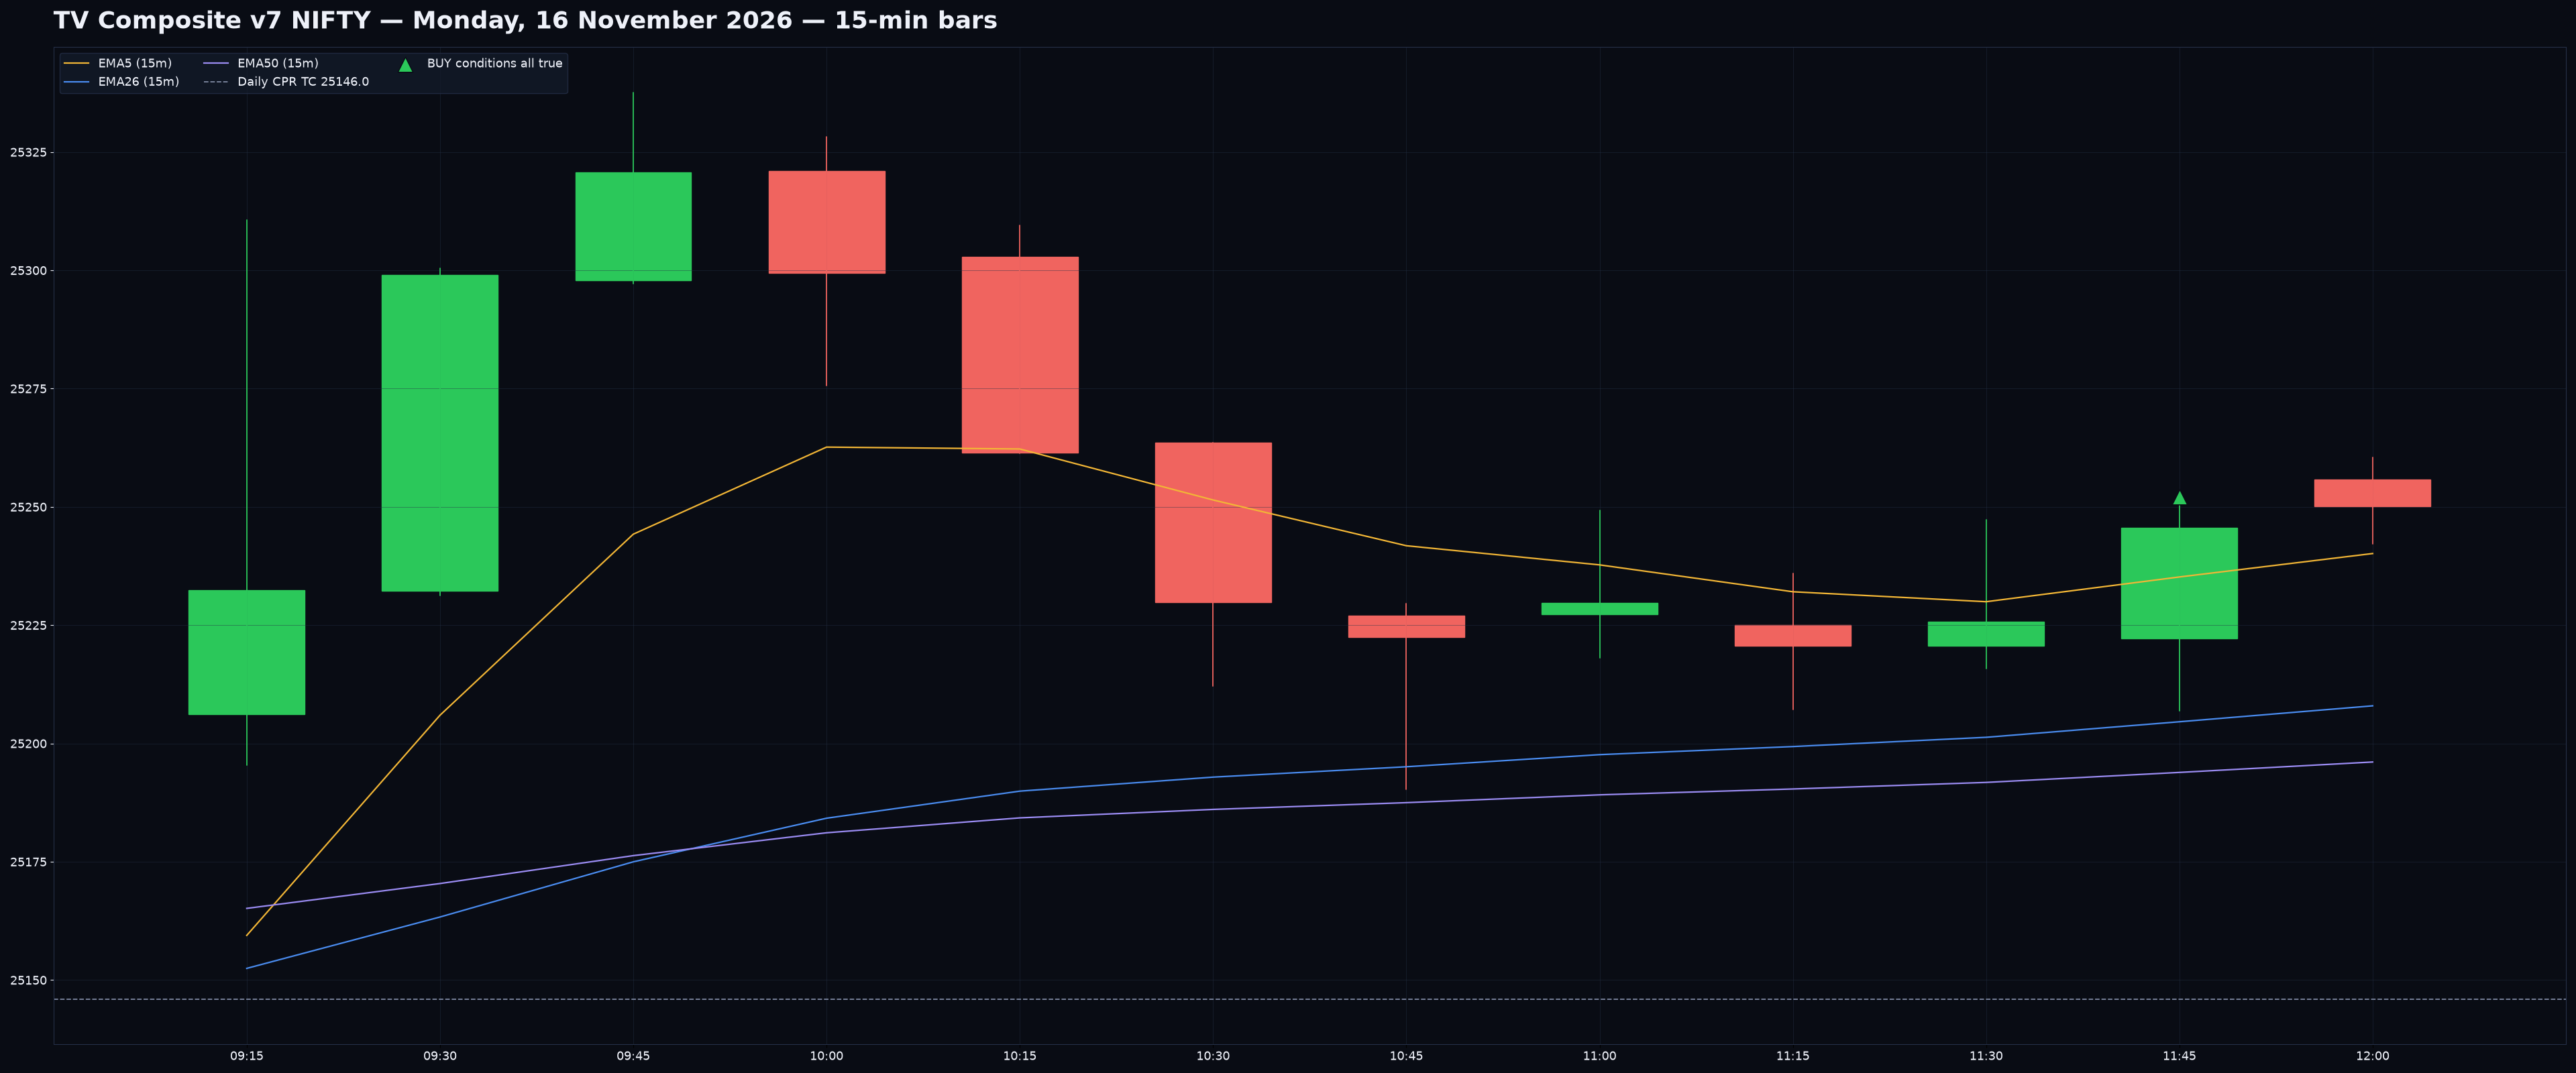 TV Composite v7 NIFTY — Monday, 16 November 2026 — 15-min bars
EMA5 (15m)
EMA26 (15m)
EMA50 (15m)
Daily CPR TC 25146.0
BUY conditions all true
25325
25300
25275
25250
25225
25200
25175
25150
09:15 09:30 09:45 10:00 10:15 10:30 10:45 11:00 11:15 11:30 11:45 12:00